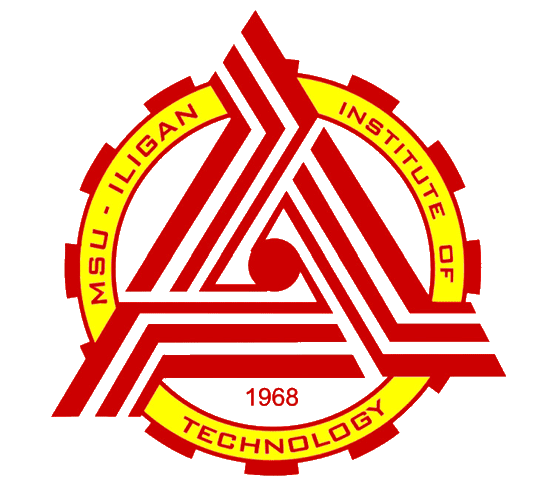 MSU - ILIGAN
INSTITUTE OF
TECHNOLOGY
1968